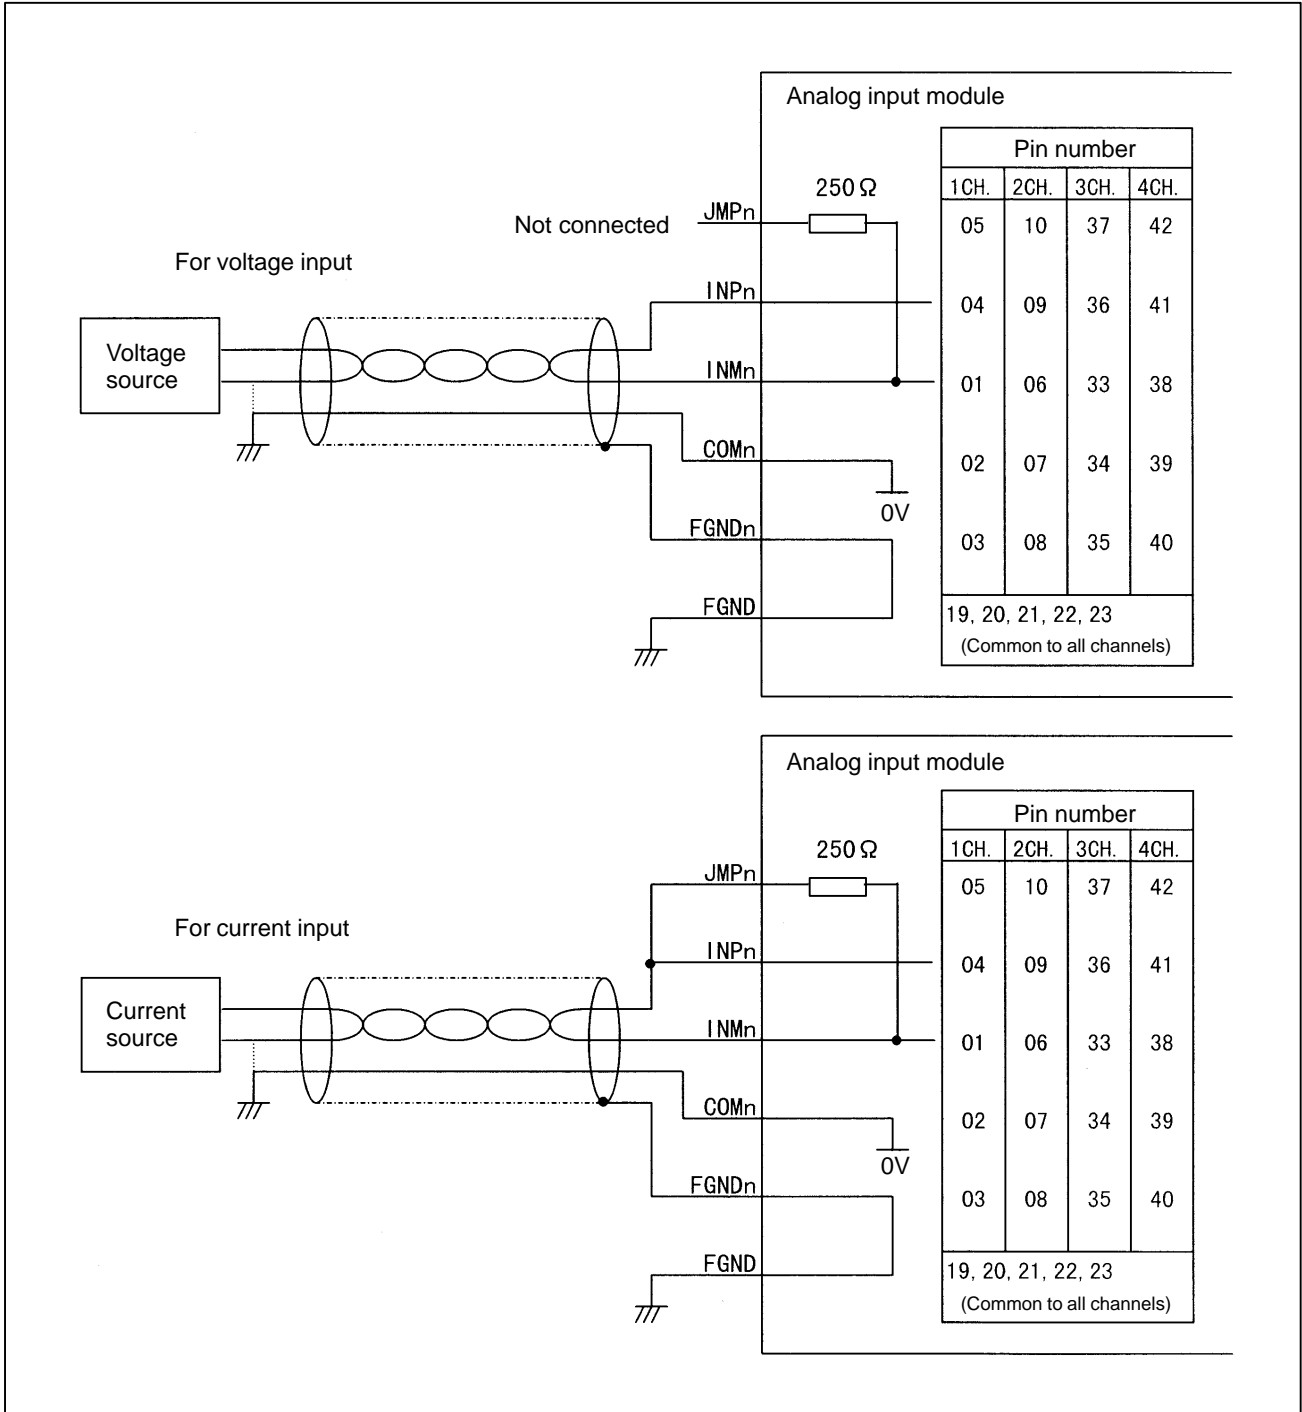 Analog input module
Pin number
250Ω
1CH. 2CH. 3CH. 4CH.
Not connected
JMPn
05 10 37 42
For voltage input
INPn
04 09 36 41
Voltage
source
INMn
01 06 33 38
COMn
02 07 34 39
0V
FGNDn
03 08 35 40
FGND
19, 20, 21, 22, 23
(Common to all channels)
Analog input module
Pin number
250Ω
1CH. 2CH. 3CH. 4CH.
JMPn
05 10 37 42
For current input
INPn
04 09 36 41
Current
source
INMn
01 06 33 38
COMn
02 07 34 39
0V
FGNDn
03 08 35 40
FGND
19, 20, 21, 22, 23
(Common to all channels)